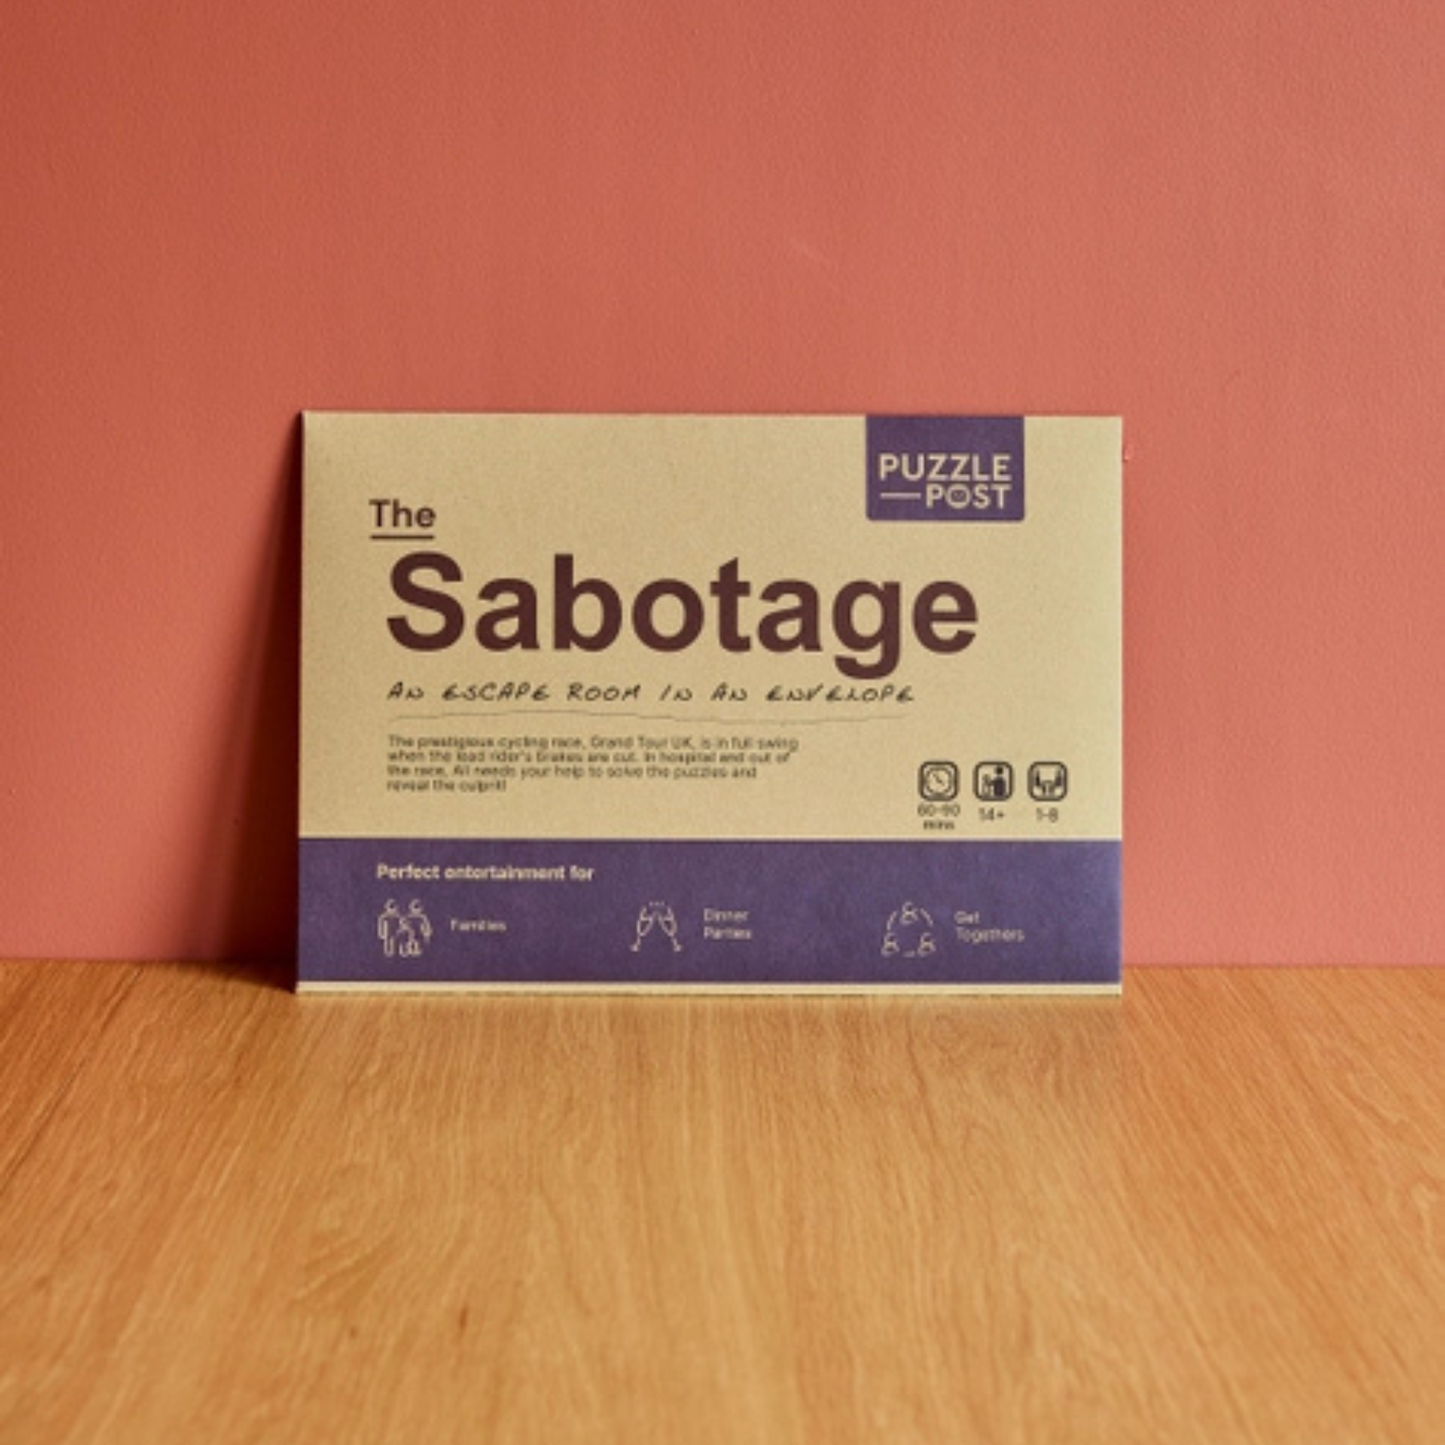 PUZZLE
POST
The
Sabotage
AN ESCAPE ROOM IN AN ENVELOPE
The prestigious cycling race, Grand Tour UK, is in full swing
when the lead rider's brakes are cut. In hospital and out of
the race, Ali needs your help to solve the puzzles and
reveal the culprit!
60-90
mins
14+
1-8
Perfect entertainment for
Families
Dinner
Parties
Get
Togethers